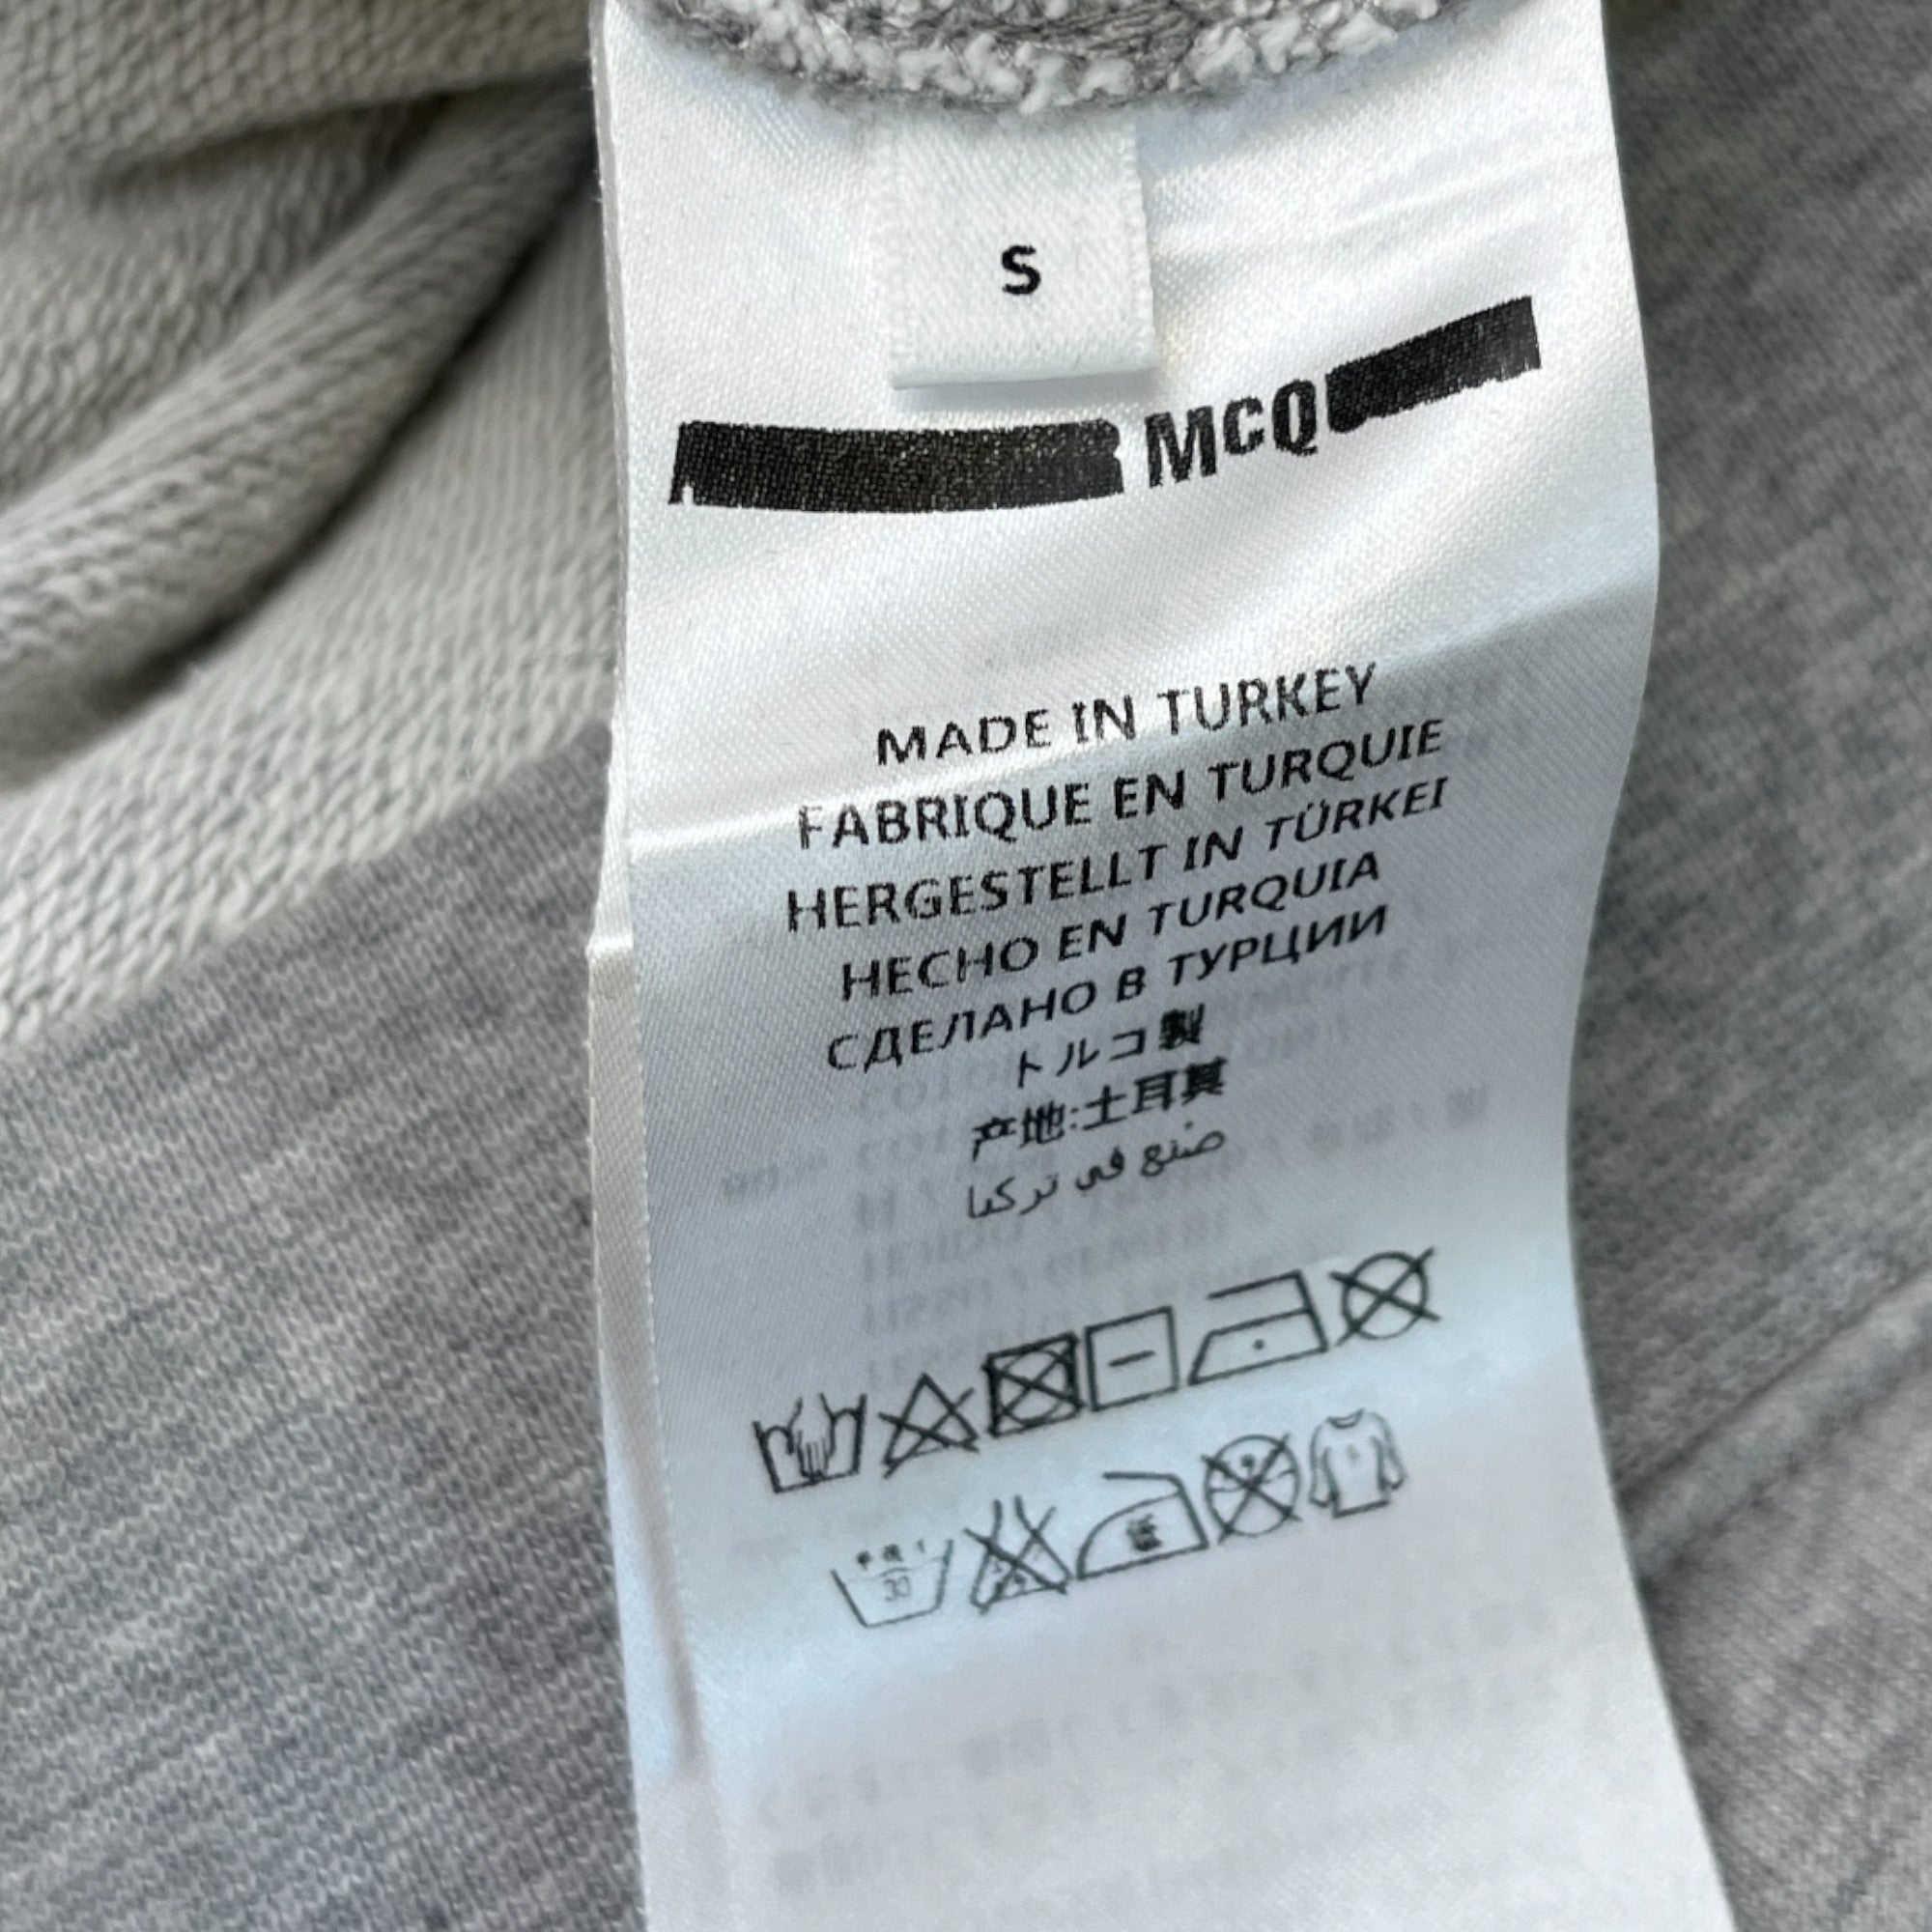 S
MCQ
MADE IN TURKEY
FABRIQUE EN TURQUIE
HERGESTELLT IN TÜRKEI
HECHO EN TURQUIA
СДЕЛАНО В ТУРЦИИ
トルコ製
产地:土耳其
صنع في تركيا
30